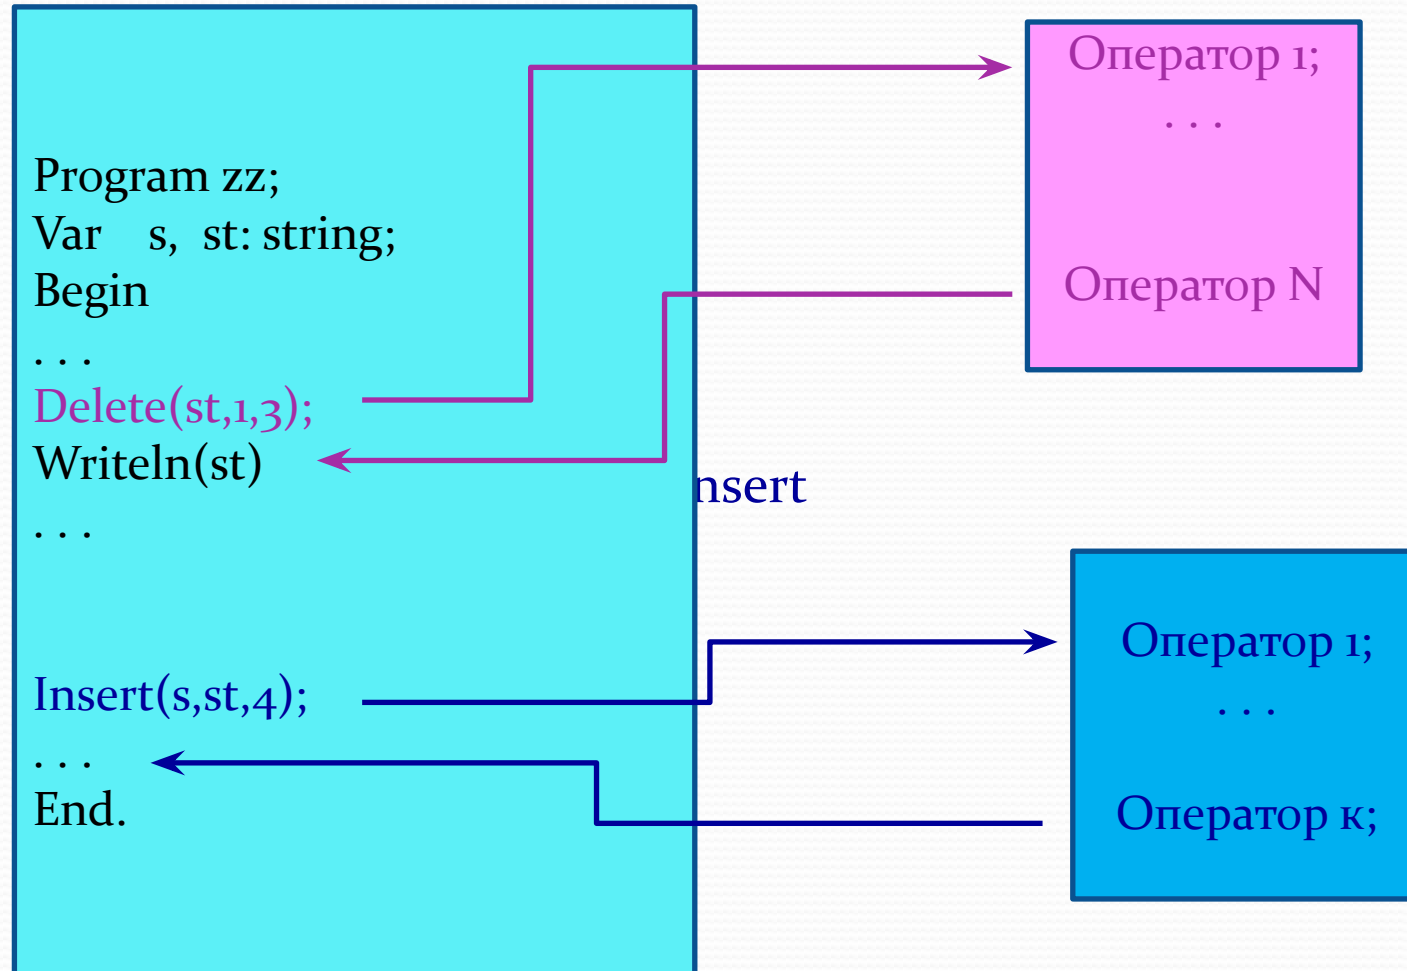 Program zz;
Var s, st: string;
Begin
. . .
Delete(st,1,3);
Writeln(st)
. . .
Insert(s,st,4);
. . .
End.
nsert
Оператор 1;
. . .
Оператор N
Оператор 1;
. . .
Оператор к;